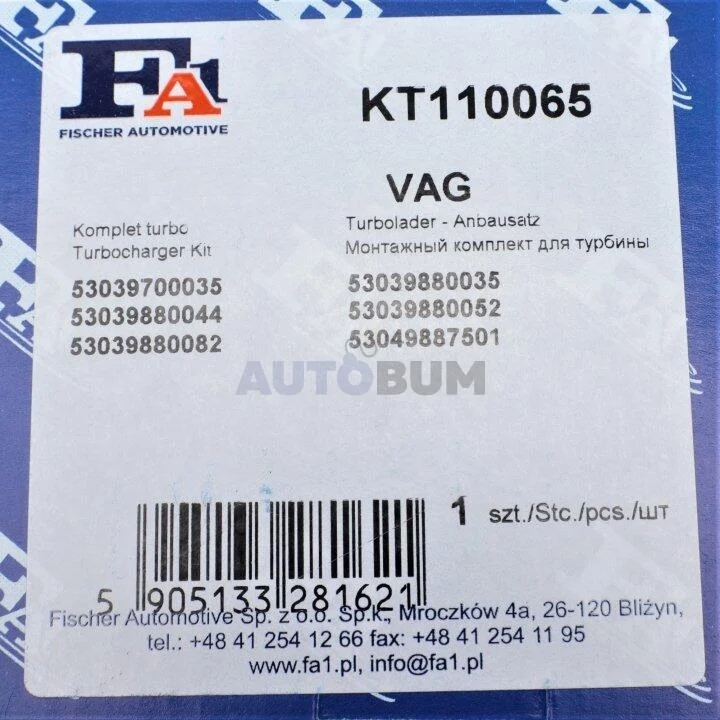 FA1
FISCHER AUTOMOTIVE
KT110065
VAG
Komplet turbo
Turbocharger Kit
Turbolader - Anbausatz
Монтажный комплект для турбины
53039700035
53039880044
53039880082
53039880035
53039880052
53049887501
AUTOBUM
1 szt./Stc./pcs./шт
5 905133 281621
Fischer Automotive Sp. z o.o. Sp.k., Mroczków 4a, 26-120 Bliżyn,
tel.: +48 41 254 12 66 fax: +48 41 254 11 95
www.fa1.pl, info@fa1.pl